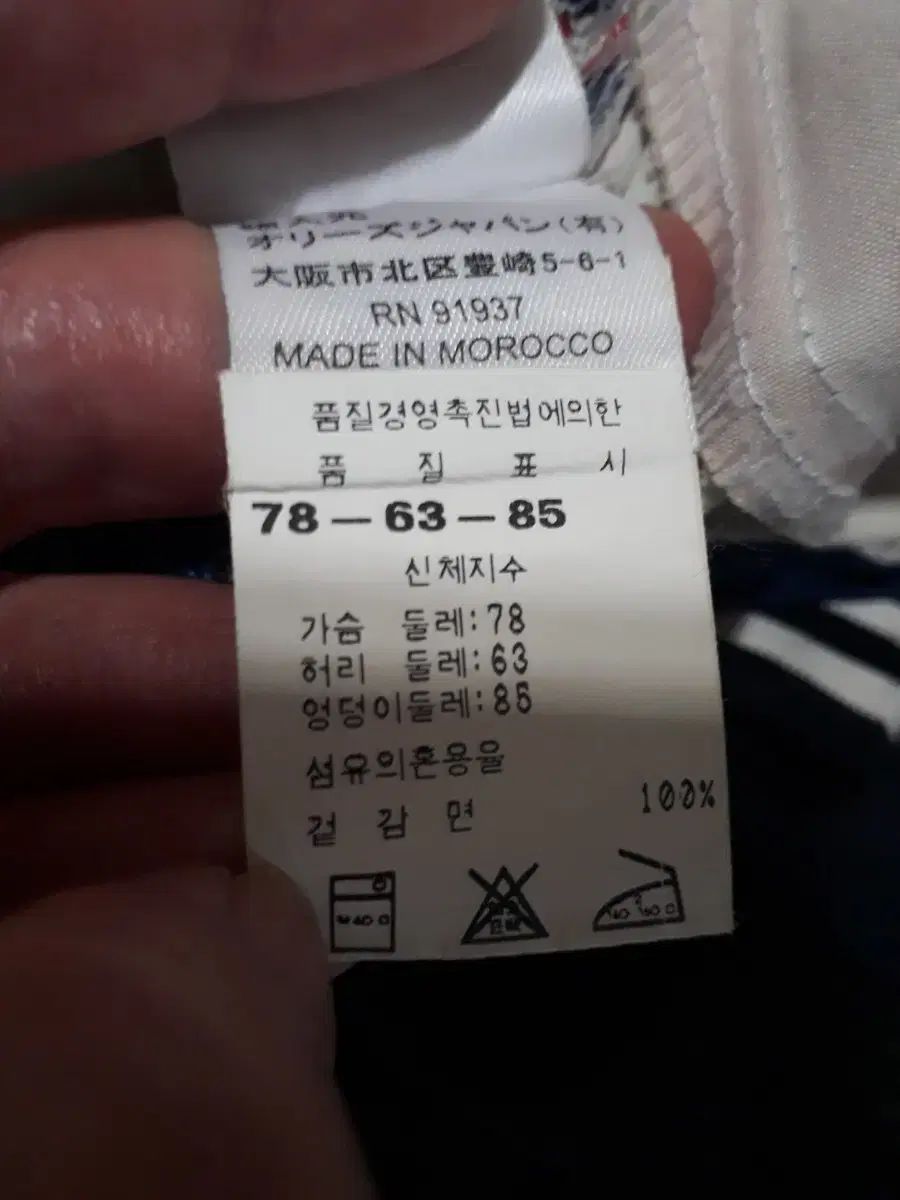 オリーズジャパン(有)
大阪市北区豊崎5-6-1
RN 91937
MADE IN MOROCCO
품질경영촉진법에의한
품 질 표 시
78-63-85
신체지수
가슴 둘레:78
허리 둘레:63
엉덩이둘레:85
섬유의혼용율
겉 감 면 100%